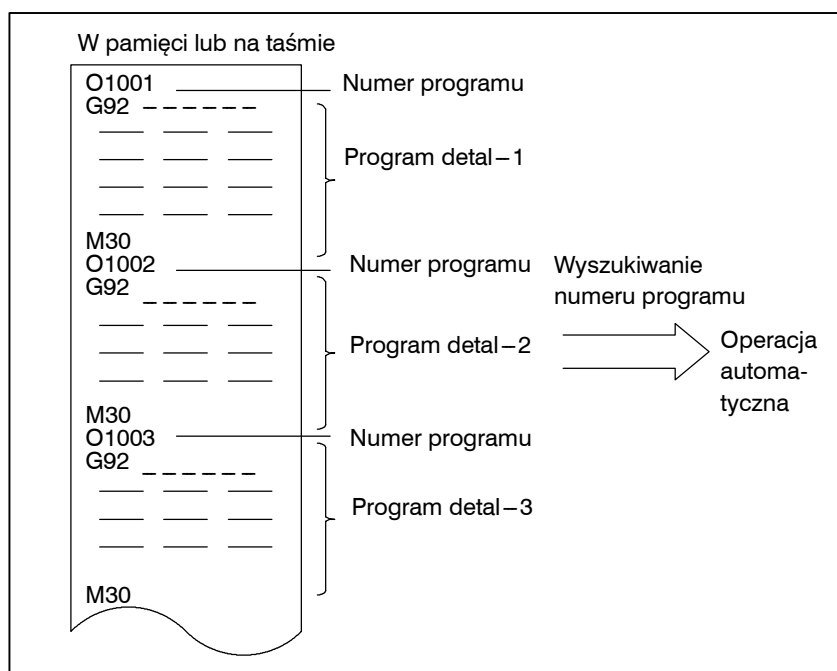 W pamięci lub na taśmie
O1001
Numer programu
G92
Program detal–1
M30
O1002
Numer programu
G92
Wyszukiwanie
numeru programu
Program detal–2
Operacja
automa-
tyczna
M30
O1003
Numer programu
G92
Program detal–3
M30